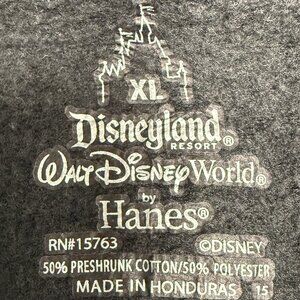 XL
Disneyland®
RESORT
WALT DISNEY World®
by
Hanes®
RN#15763 ©DISNEY
50% PRESHRUNK COTTON/50% POLYESTER
MADE IN HONDURAS 15